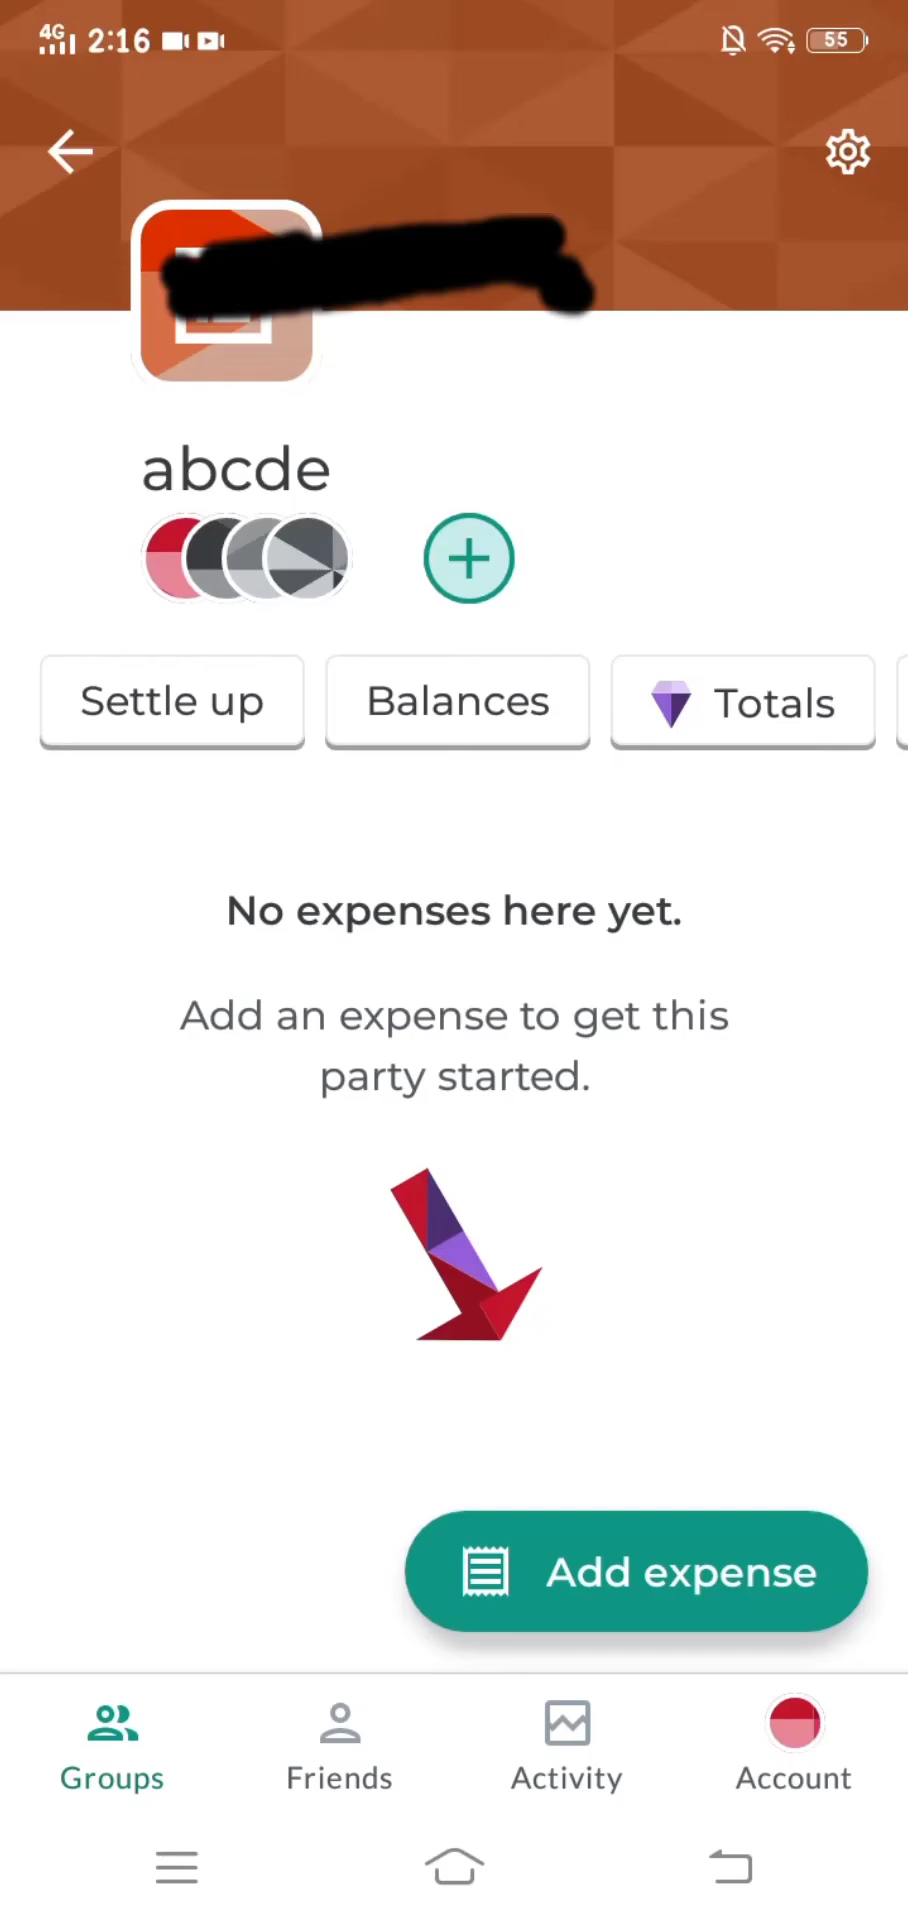 4G 2:16 55
abcde
Settle up Balances Totals
No expenses here yet.
Add an expense to get this
party started.
Add expense
Groups Friends Activity Account